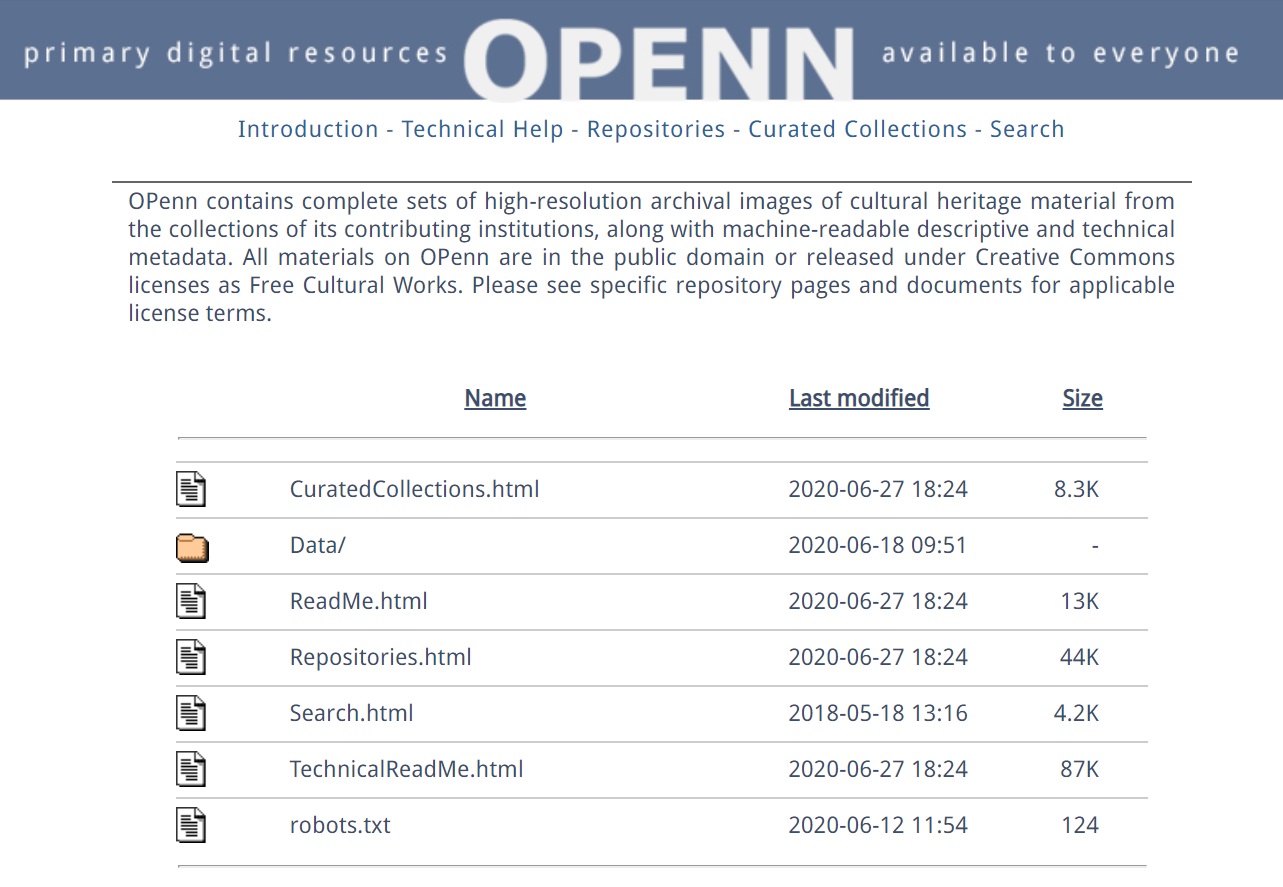 primary digital resources OPENN available to everyone
Introduction - Technical Help - Repositories - Curated Collections - Search
OPenn contains complete sets of high-resolution archival images of cultural heritage material from
the collections of its contributing institutions, along with machine-readable descriptive and technical
metadata. All materials on OPenn are in the public domain or released under Creative Commons
licenses as Free Cultural Works. Please see specific repository pages and documents for applicable
license terms.
Name Last modified Size
CuratedCollections.html 2020-06-27 18:24 8.3K
Data/ 2020-06-18 09:51 -
ReadMe.html 2020-06-27 18:24 13K
Repositories.html 2020-06-27 18:24 44K
Search.html 2018-05-18 13:16 4.2K
TechnicalReadMe.html 2020-06-27 18:24 87K
robots.txt 2020-06-12 11:54 124